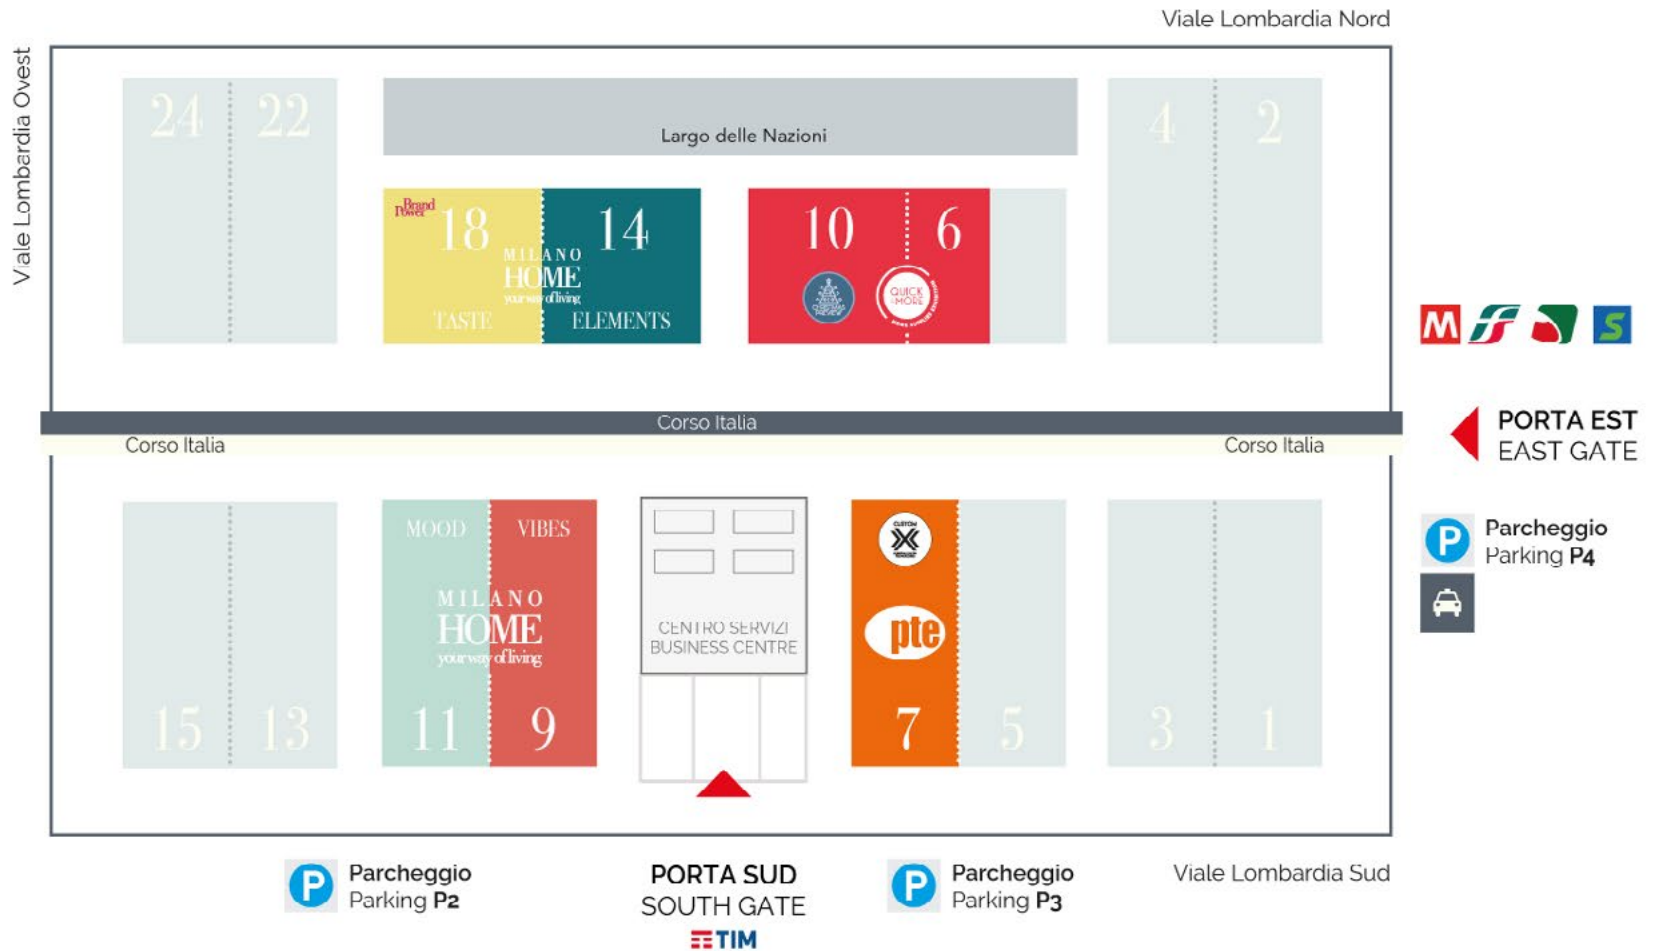 Viale Lombardia Nord
Viale Lombardia Ovest
24 22
4 2
Largo delle Nazioni
Brand
Power
18 14
MILANO
HOME
your way of living
TASTE ELEMENTS
10 6
QUICK
&MORE
M S
Corso Italia
Corso Italia
Corso Italia
PORTA EST
EAST GATE
MOOD VIBES
MILANO
HOME
your way of living
11 9
15 13
CENTRO SERVIZI
BUSINESS CENTRE
CUSTOM
X
pte
7 5
3 1
P Parcheggio
Parking P4
P Parcheggio
Parking P2
PORTA SUD
SOUTH GATE
TIM
P Parcheggio
Parking P3
Viale Lombardia Sud